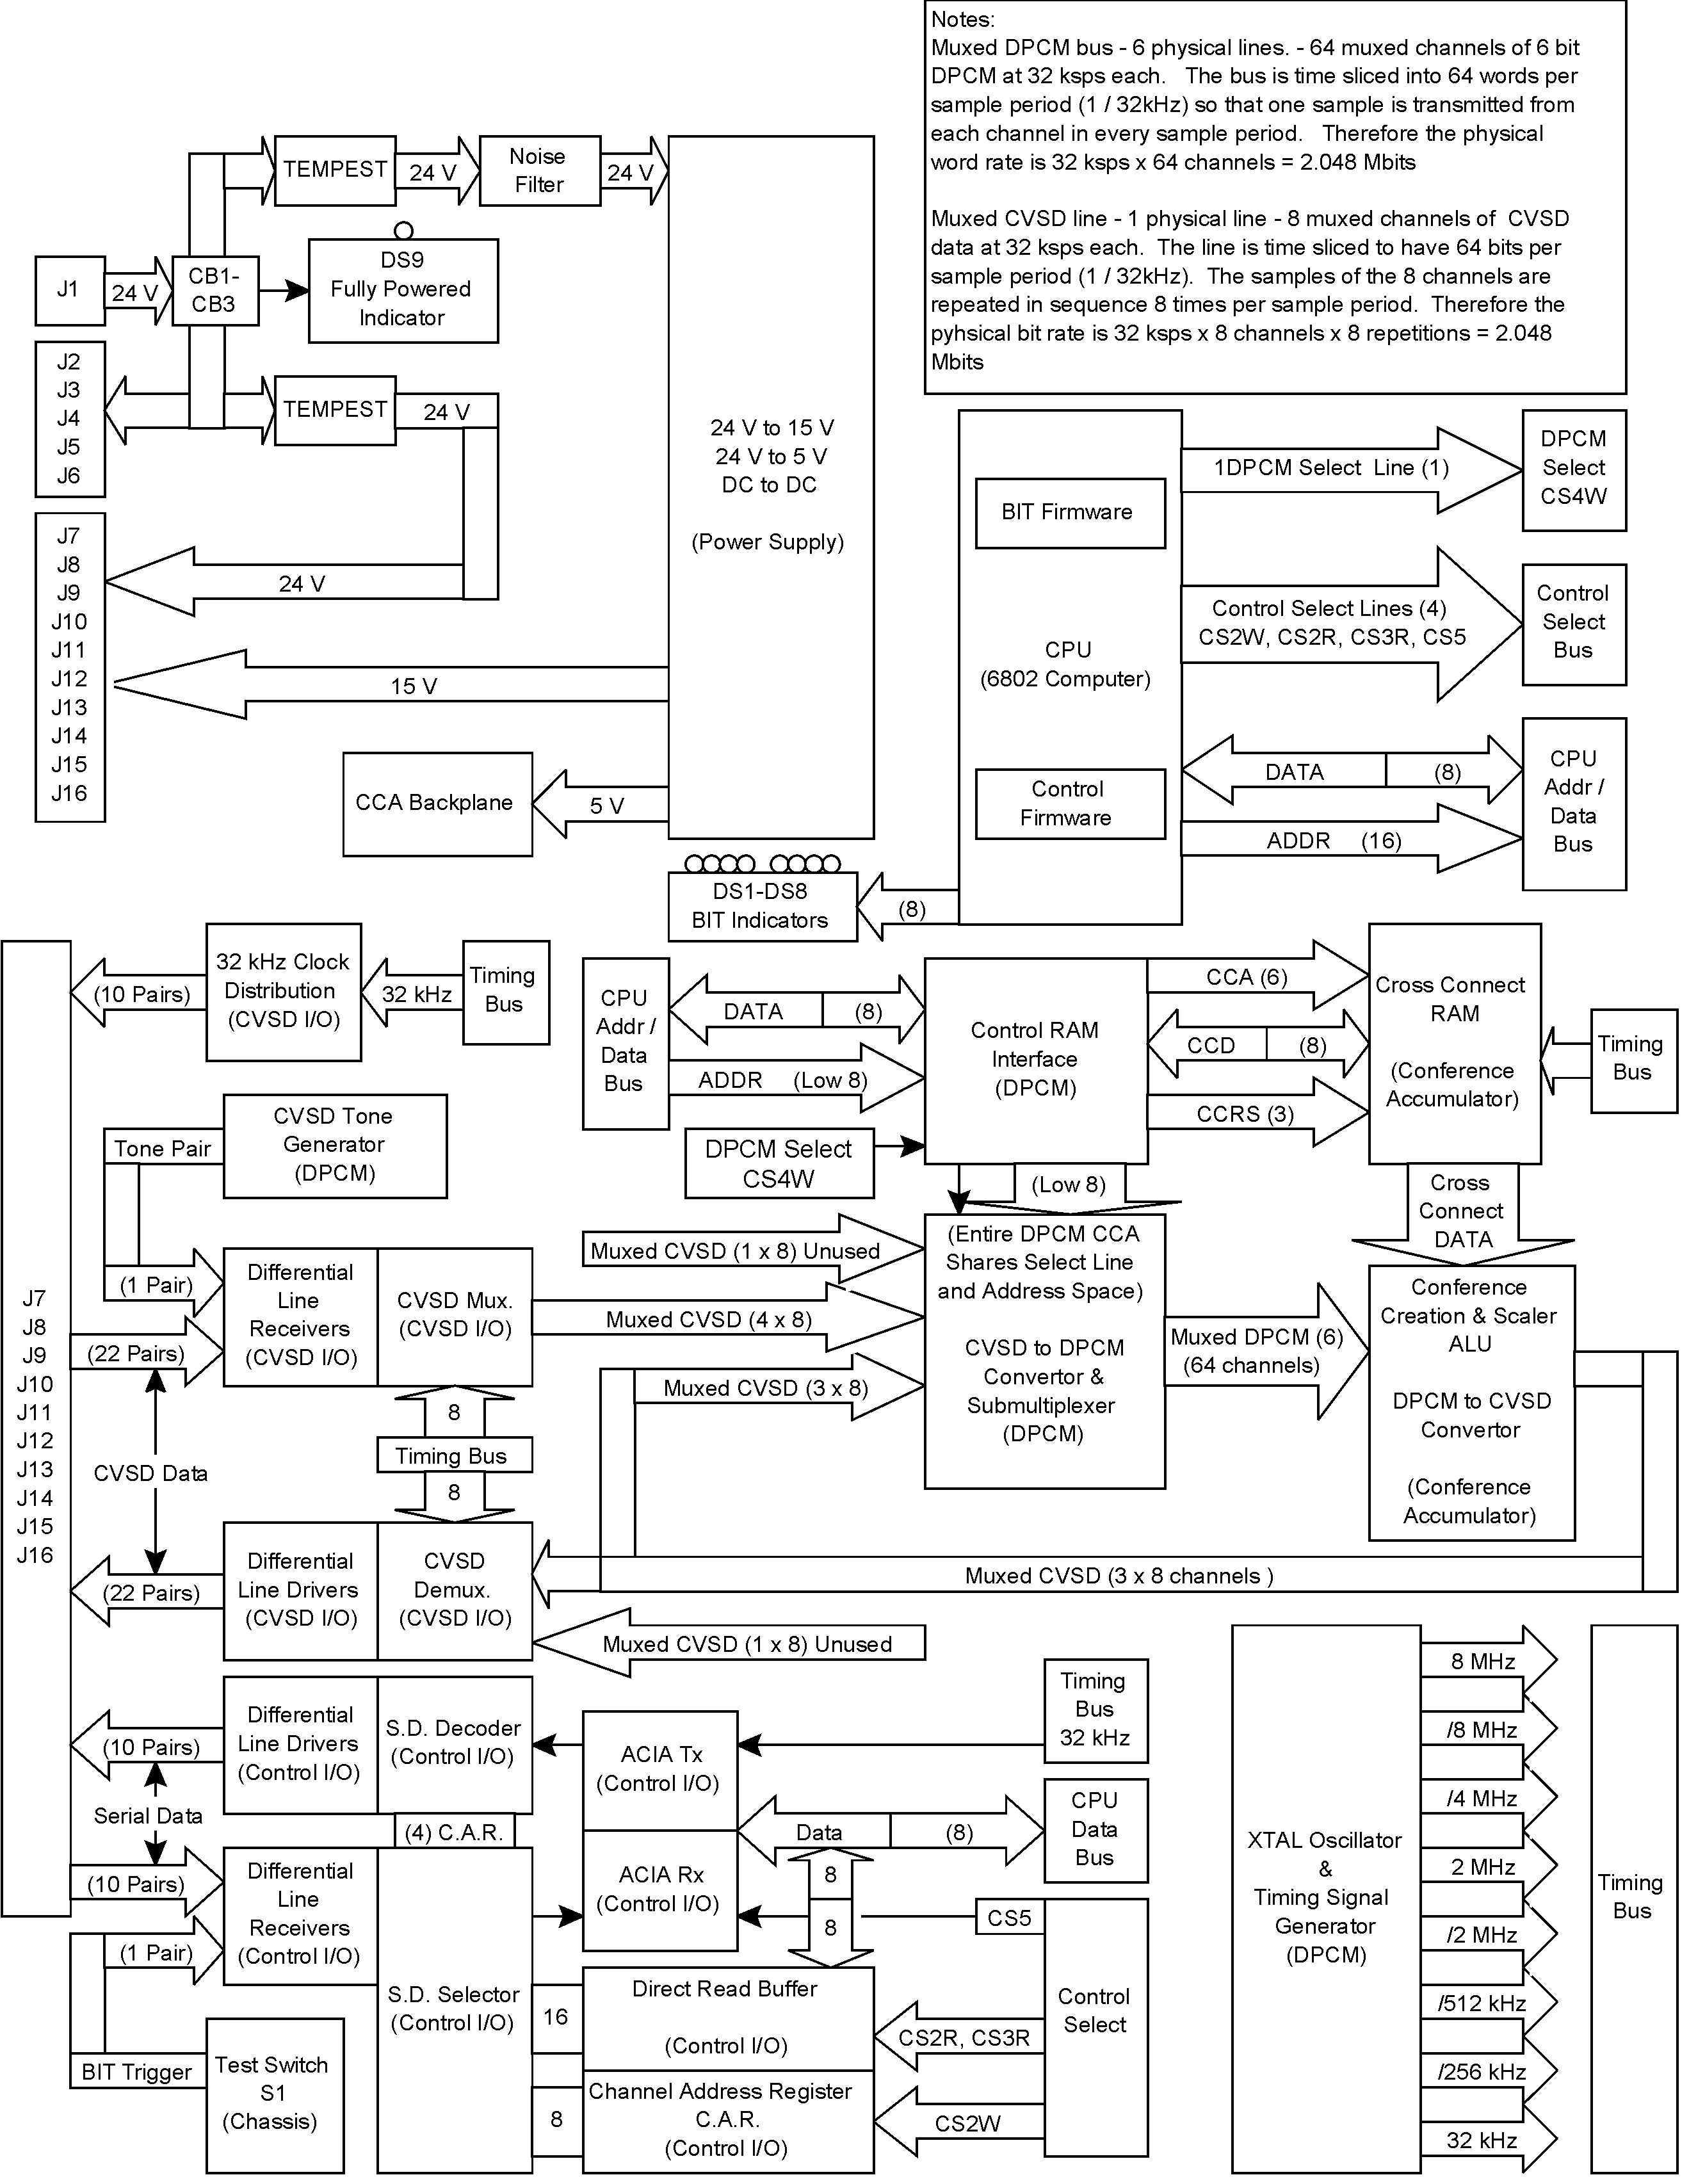 Notes:
Muxed DPCM bus - 6 physical lines. - 64 muxed channels of 6 bit
DPCM at 32 ksps each.   The bus is time sliced into 64 words per
sample period (1 / 32kHz) so that one sample is transmitted from
each channel in every sample period.   Therefore the physical
word rate is 32 ksps x 64 channels = 2.048 Mbits
Muxed CVSD line - 1 physical line - 8 muxed channels of  CVSD
data at 32 ksps each.  The line is time sliced to have 64 bits per
sample period (1 / 32kHz).  The samples of the 8 channels are
repeated in sequence 8 times per sample period.  Therefore the
pyhsical bit rate is 32 ksps x 8 channels x 8 repetitions = 2.048
Mbits
TEMPEST
24 V
Noise
Filter
24 V
J1
24 V
CB1-
CB3
DS9
Fully Powered
Indicator
J2
J3
J4
J5
J6
TEMPEST
24 V
J7
J8
J9
J10
J11
J12
J13
J14
J15
J16
24 V
15 V
24 V to 15 V
24 V to 5 V
DC to DC
(Power Supply)
CCA Backplane
5 V
DS1-DS8
BIT Indicators
(8)
BIT Firmware
CPU
(6802 Computer)
Control
Firmware
1DPCM Select  Line (1)
DPCM
Select
CS4W
Control Select Lines (4)
CS2W, CS2R, CS3R, CS5
Control
Select
Bus
DATA
(8)
ADDR
(16)
CPU
Addr /
Data
Bus
J7
J8
J9
J10
J11
J12
J13
J14
J15
J16
(10 Pairs)
32 kHz Clock
Distribution
(CVSD I/O)
32 kHz
Timing
Bus
CPU
Addr /
Data
Bus
DATA
(8)
ADDR
(Low 8)
DPCM Select
CS4W
Control RAM
Interface
(DPCM)
CCA (6)
CCD
(8)
CCRS (3)
Cross Connect
RAM
(Conference
Accumulator)
Timing
Bus
Tone Pair
CVSD Tone
Generator
(DPCM)
(Low 8)
Cross
Connect
DATA
(1 Pair)
(22 Pairs)
Differential
Line
Receivers
(CVSD I/O)
CVSD Mux.
(CVSD I/O)
Muxed CVSD (1 x 8) Unused
Muxed CVSD (4 x 8)
Muxed CVSD (3 x 8)
(Entire DPCM CCA
Shares Select Line
and Address Space)
CVSD to DPCM
Convertor &
Submultiplexer
(DPCM)
Muxed DPCM (6)
(64 channels)
Conference
Creation & Scaler
ALU
DPCM to CVSD
Convertor
(Conference
Accumulator)
8
Timing Bus
8
CVSD Data
(22 Pairs)
Differential
Line Drivers
(CVSD I/O)
CVSD
Demux.
(CVSD I/O)
Muxed CVSD (3 x 8 channels )
Muxed CVSD (1 x 8) Unused
(10 Pairs)
Differential
Line Drivers
(Control I/O)
S.D. Decoder
(Control I/O)
ACIA Tx
(Control I/O)
Timing
Bus
32 kHz
Serial Data
(4) C.A.R.
Data
(8)
CPU
Data
Bus
(10 Pairs)
Differential
Line
Receivers
(Control I/O)
ACIA Rx
(Control I/O)
8
8
CS5
(1 Pair)
BIT Trigger
Test Switch
S1
(Chassis)
S.D. Selector
(Control I/O)
16
Direct Read Buffer
(Control I/O)
CS2R, CS3R
Control
Select
8
Channel Address Register
C.A.R.
(Control I/O)
CS2W
XTAL Oscillator
&
Timing Signal
Generator
(DPCM)
8 MHz
/8 MHz
/4 MHz
2 MHz
/2 MHz
/512 kHz
/256 kHz
32 kHz
Timing
Bus